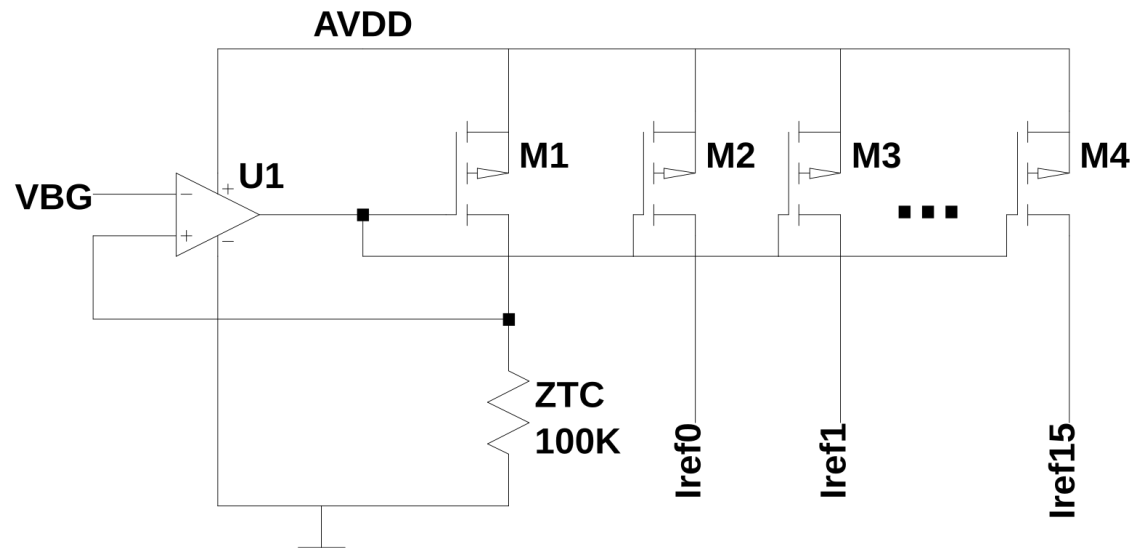 AVDD
U1
VBG
M1
M2
M3
M4
ZTC
100K
Iref0
Iref1
Iref15